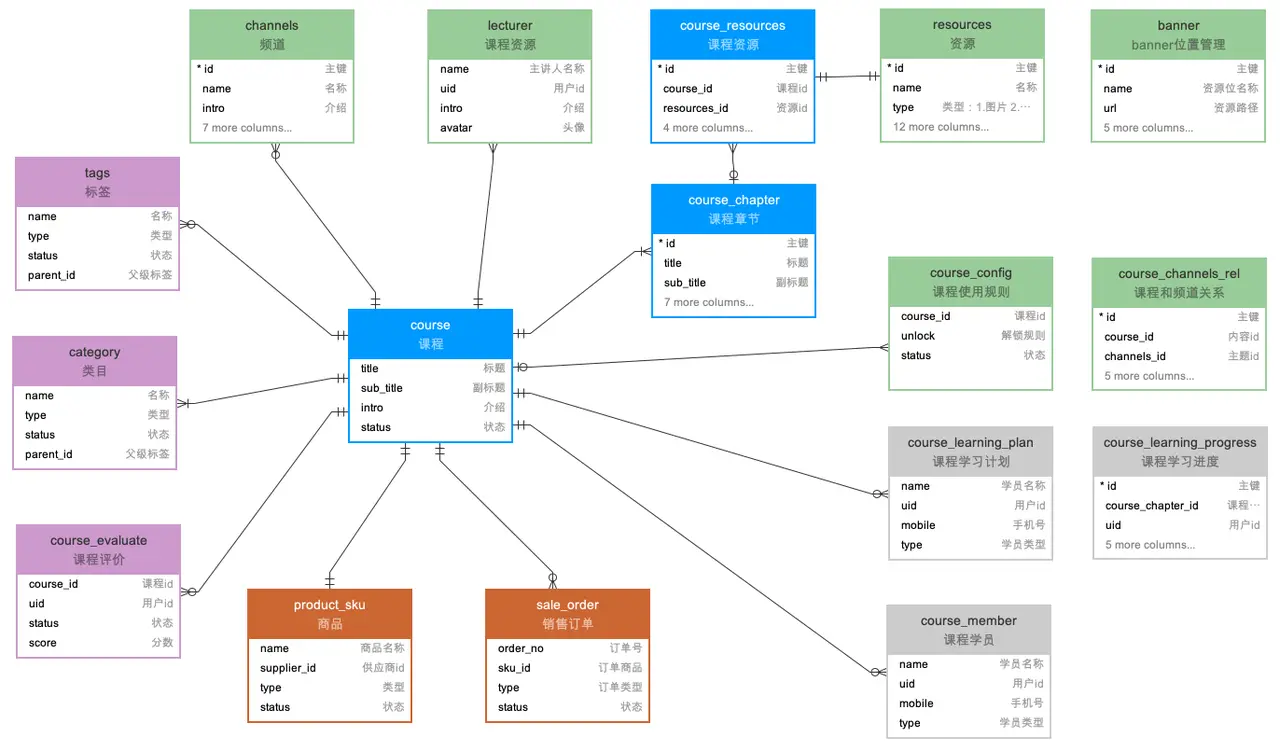 channels
频道
* id 主键
name 名称
intro 介绍
7 more columns...
lecturer
课程资源
name 主讲人名称
uid 用户id
intro 介绍
avatar 头像
course_resources
课程资源
* id 主键
course_id 课程id
resources_id 资源id
4 more columns...
resources
资源
* id 主键
name 名称
type 类型：1.图片 2.…
12 more columns...
banner
banner位置管理
* id 主键
name 资源位名称
url 资源路径
5 more columns...
tags
标签
name 名称
type 类型
status 状态
parent_id 父级标签
course_chapter
课程章节
* id 主键
title 标题
sub_title 副标题
7 more columns...
course_config
课程使用规则
course_id 课程id
unlock 解锁规则
status 状态
course_channels_rel
课程和频道关系
* id 主键
course_id 内容id
channels_id 主题id
5 more columns...
course
课程
title 标题
sub_title 副标题
intro 介绍
status 状态
category
类目
name 名称
type 类型
status 状态
parent_id 父级标签
course_learning_plan
课程学习计划
name 学员名称
uid 用户id
mobile 手机号
type 学员类型
course_learning_progress
课程学习进度
* id 主键
course_chapter_id 课程…
uid 用户id
5 more columns...
course_evaluate
课程评价
course_id 课程id
uid 用户id
status 状态
score 分数
product_sku
商品
name 商品名称
supplier_id 供应商id
type 类型
status 状态
sale_order
销售订单
order_no 订单号
sku_id 订单商品
type 订单类型
status 状态
course_member
课程学员
name 学员名称
uid 用户id
mobile 手机号
type 学员类型